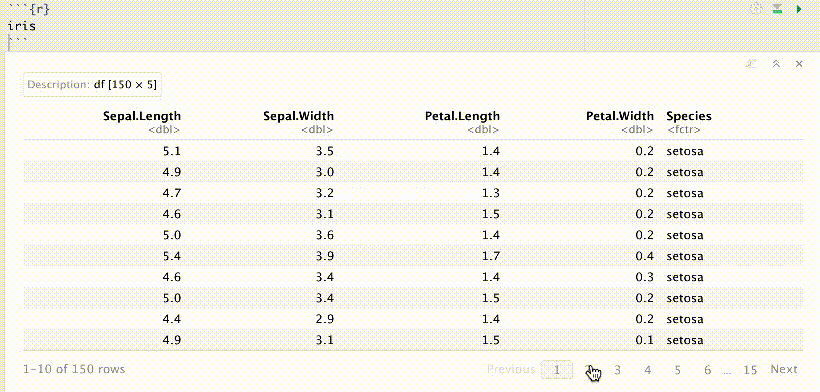 ```{r}
iris
```
Description: df [150 × 5]
Sepal.Length Sepal.Width Petal.Length Petal.Width Species
<dbl> <dbl> <dbl> <dbl> <fctr>
5.1 3.5 1.4 0.2 setosa
4.9 3.0 1.4 0.2 setosa
4.7 3.2 1.3 0.2 setosa
4.6 3.1 1.5 0.2 setosa
5.0 3.6 1.4 0.2 setosa
5.4 3.9 1.7 0.4 setosa
4.6 3.4 1.4 0.3 setosa
5.0 3.4 1.5 0.2 setosa
4.4 2.9 1.4 0.2 setosa
4.9 3.1 1.5 0.1 setosa
1-10 of 150 rows Previous 1 2 3 4 5 6 ... 15 Next